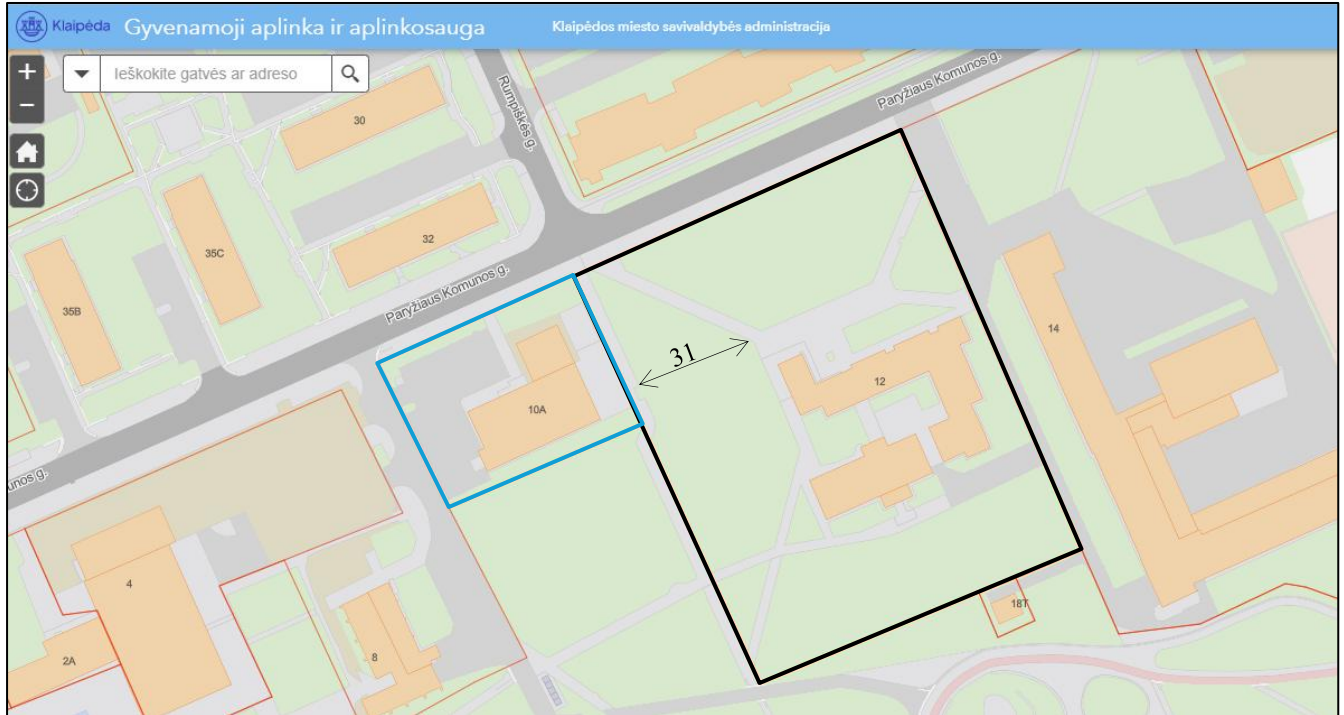 Klaipėda Gyvenamoji aplinka ir aplinkosauga Klaipėdos miesto savivaldybės administracija
+
Ieškokite gatvės ar adreso
−
Paryžiaus Komunos g.
Rumpiškės g.
30
35C
32
35B
Paryžiaus Komunos g.
14
31
12
10A
unos g.
4
18T
8
2A